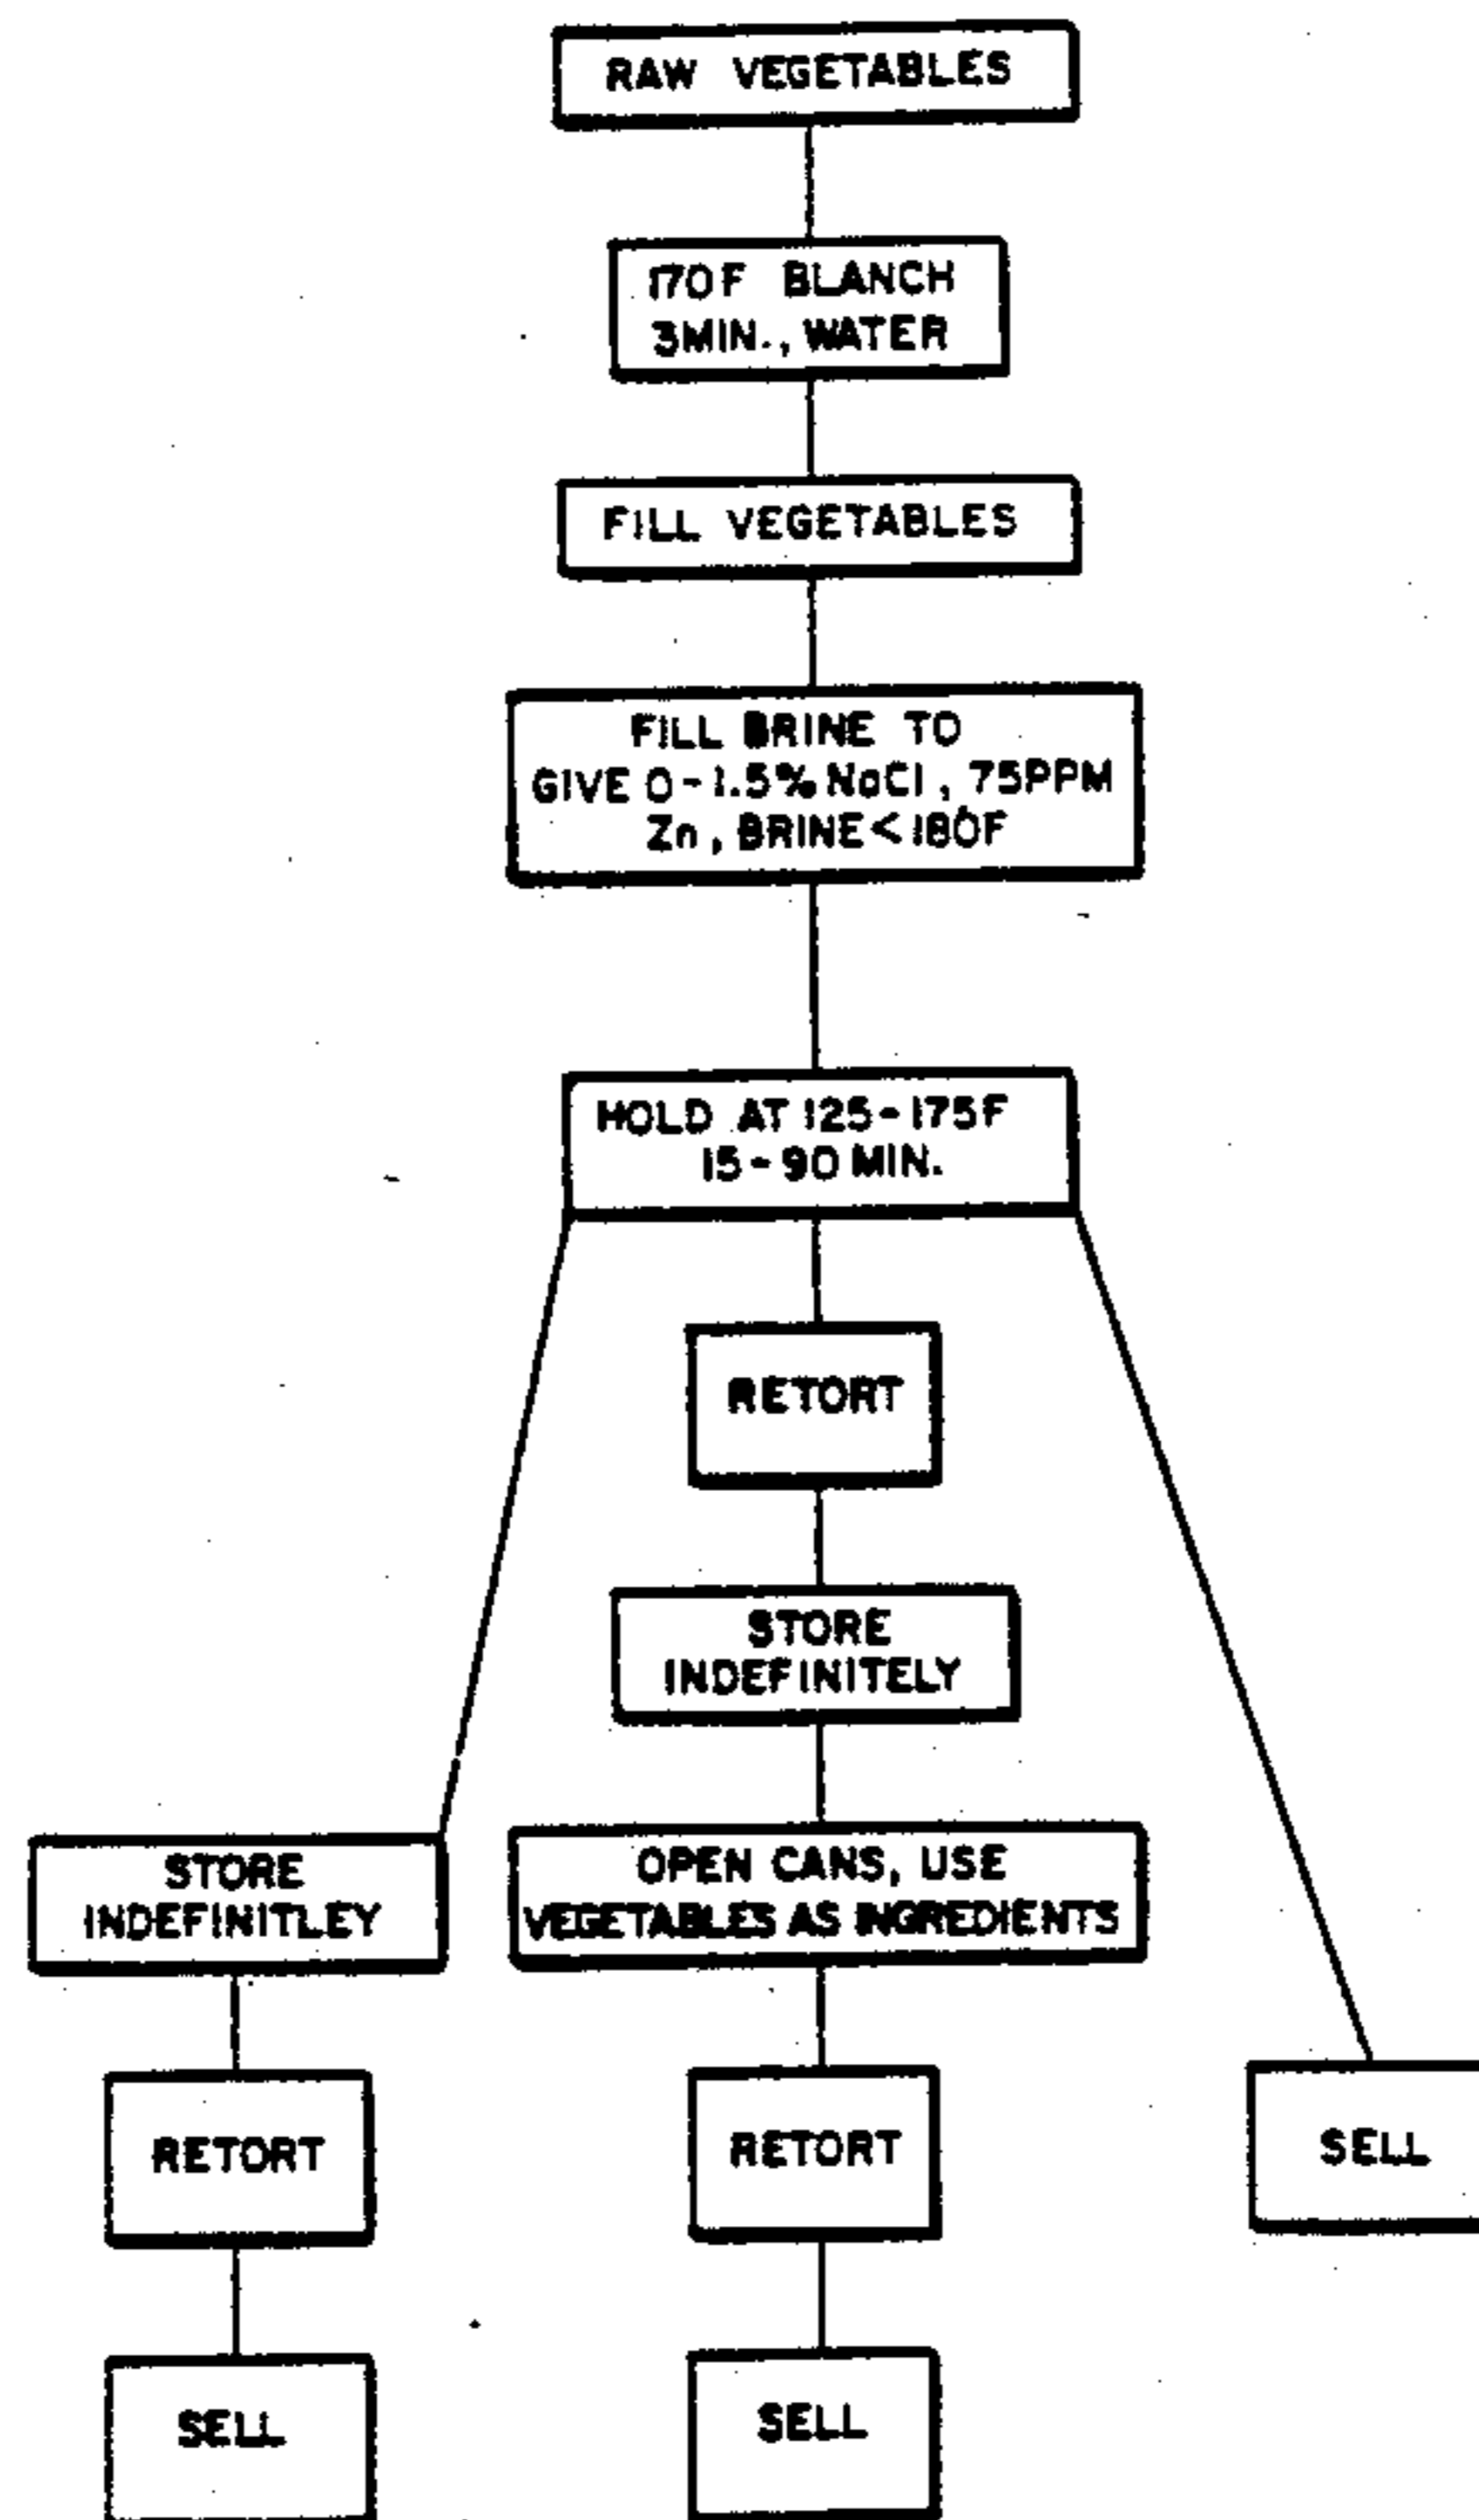 RAW VEGETABLES
170F BLANCH
3MIN., WATER
FILL VEGETABLES
FILL BRINE TO
GIVE 0-1.5% NaCl, 75PPM
Zn, BRINE<180°F
HOLD AT 125-175F
15-90 MIN.
RETORT
STORE
INDEFINITELY
STORE
INDEFINITLEY
OPEN CANS, USE
VEGETABLES AS INGREDIENTS
RETORT
RETORT
SELL
SELL
SELL